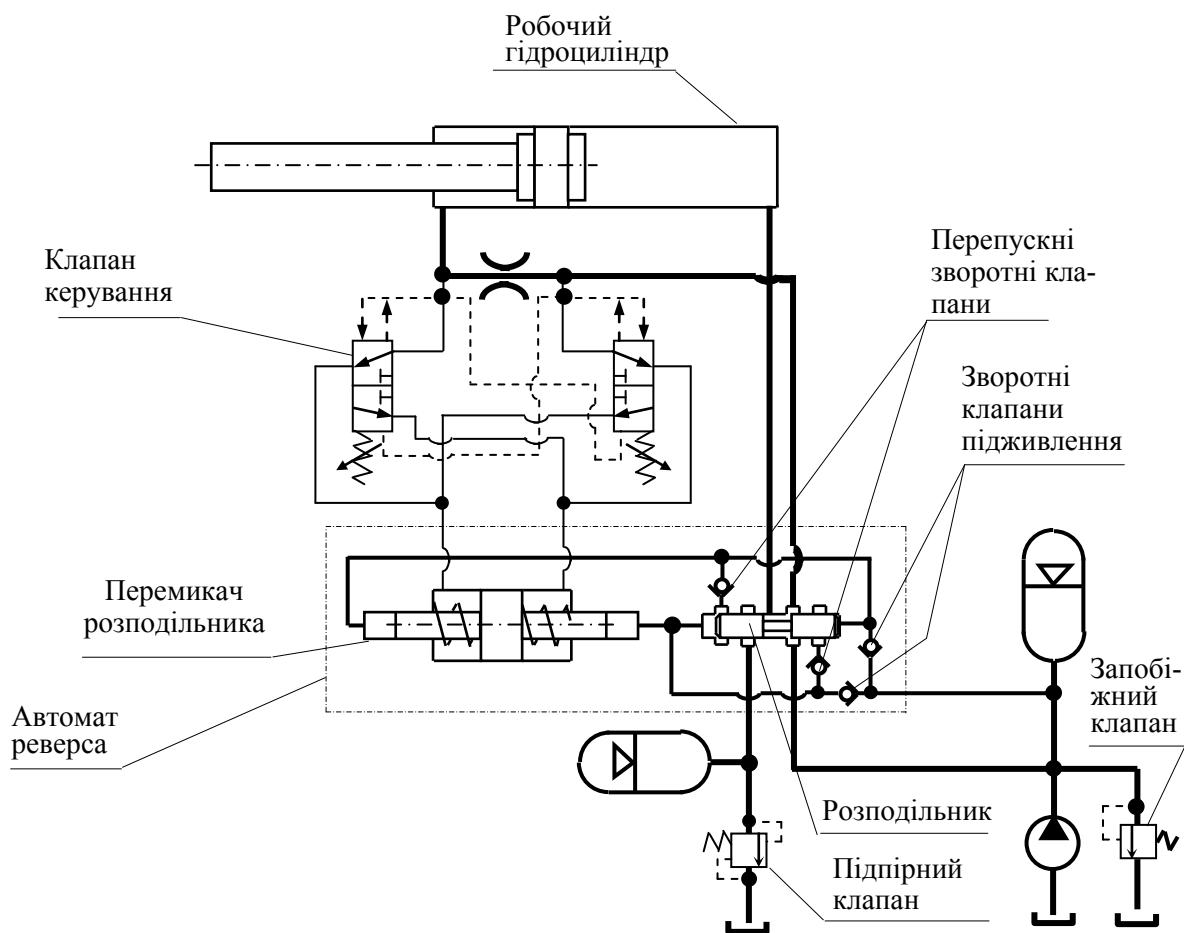 Робочий
гідроциліндр
Клапан
керування
Перепускні
зворотні кла-
пани
Зворотні
клапани
підживлення
Перемикач
розподільника
Запобі-
жний
клапан
Автомат
реверса
Розподільник
Підпірний
клапан